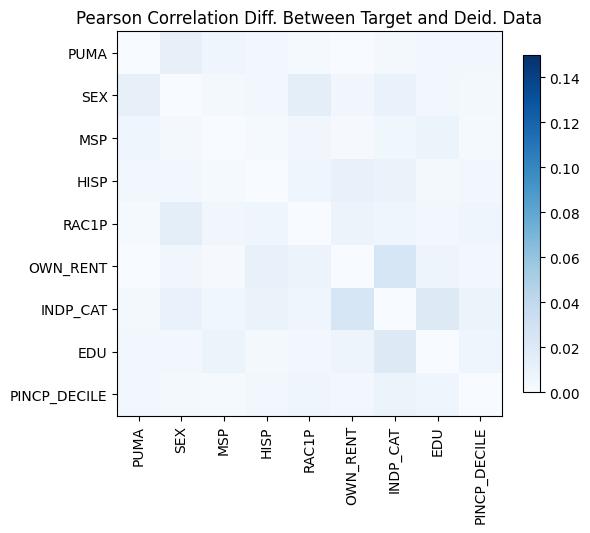 Pearson Correlation Diff. Between Target and Deid. Data
PUMA
SEX
MSP
HISP
RAC1P
OWN_RENT
INDP_CAT
EDU
PINCP_DECILE
PUMA
SEX
MSP
HISP
RAC1P
OWN_RENT
INDP_CAT
EDU
PINCP_DECILE
0.14
0.12
0.10
0.08
0.06
0.04
0.02
0.00